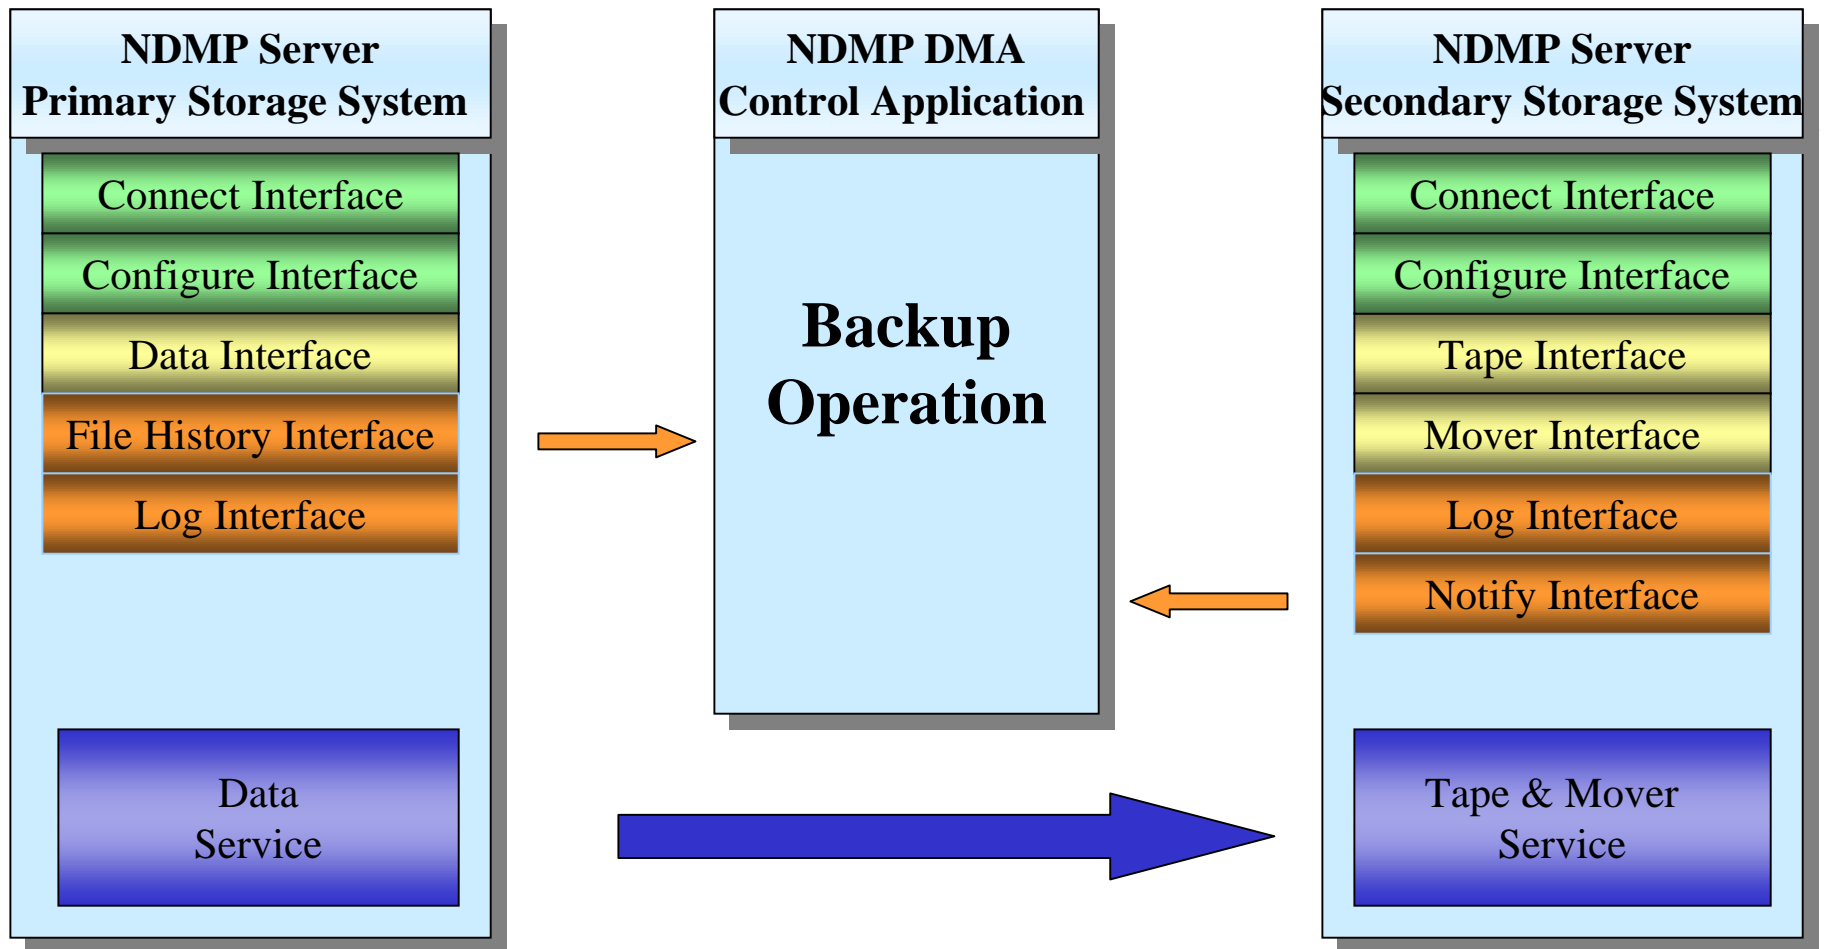 NDMP Server
Primary Storage System
Connect Interface
Configure Interface
Data Interface
File History Interface
Log Interface
Data
Service
NDMP DMA
Control Application
Backup
Operation
NDMP Server
Secondary Storage System
Connect Interface
Configure Interface
Tape Interface
Mover Interface
Log Interface
Notify Interface
Tape & Mover
Service